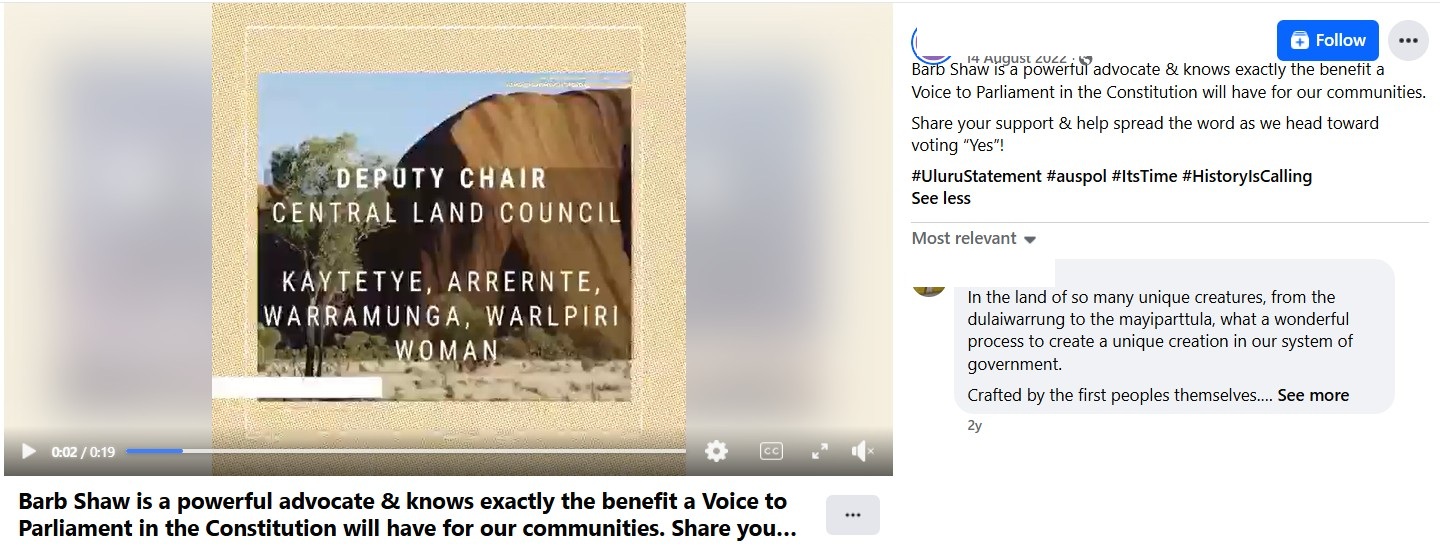 DEPUTY CHAIR
CENTRAL LAND COUNCIL
KAYTETYE, ARRERNTE,
WARRAMUNGA, WARLPIRI
WOMAN
0:02 / 0:19
CC
Barb Shaw is a powerful advocate & knows exactly the benefit a Voice to
Parliament in the Constitution will have for our communities. Share you...
Follow
14 August 2022 ·
Barb Shaw is a powerful advocate & knows exactly the benefit a
Voice to Parliament in the Constitution will have for our communities.
Share your support & help spread the word as we head toward
voting “Yes”!
#UluruStatement #auspol #ItsTime #HistoryIsCalling
See less
Most relevant
In the land of so many unique creatures, from the
dulaiwarrung to the mayiparttula, what a wonderful
process to create a unique creation in our system of
government.
Crafted by the first peoples themselves.... See more
2y